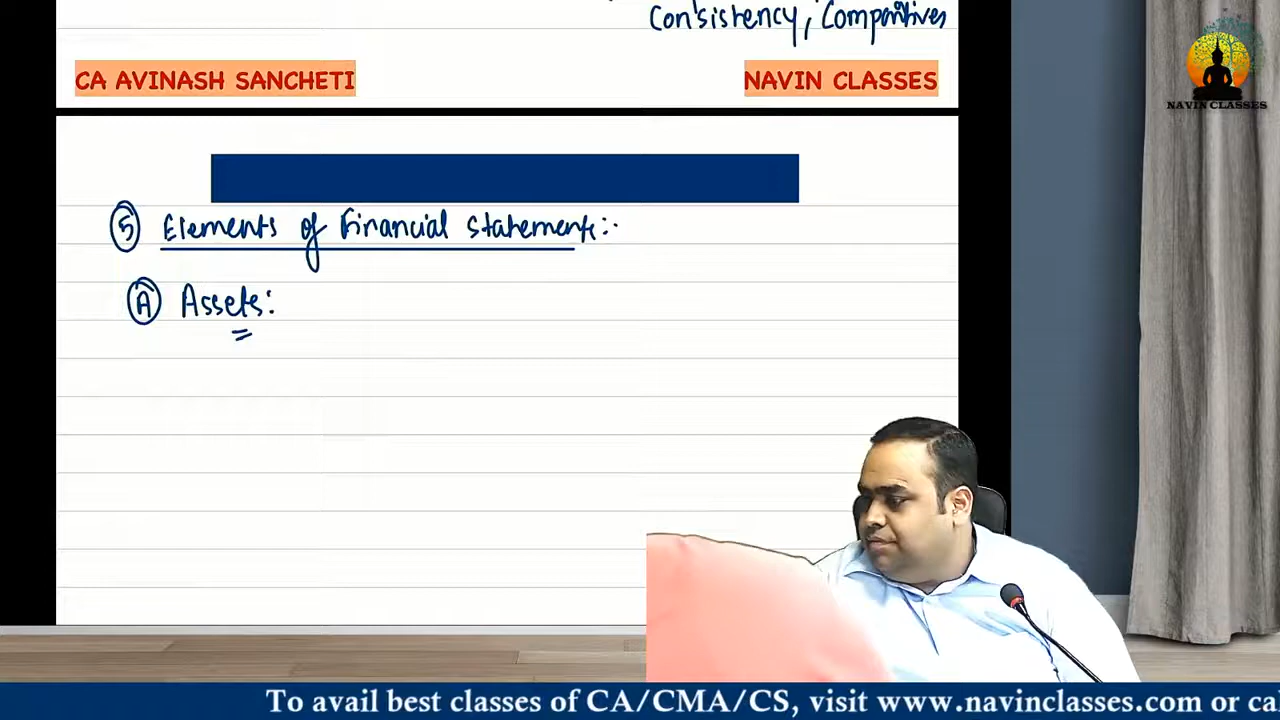 Consistency, Comparitives
CA AVINASH SANCHETI
NAVIN CLASSES
NAVIN CLASSES
5 Elements of Financial Statements:-
A Assets:
To avail best classes of CA/CMA/CS, visit www.navinclasses.com or ca